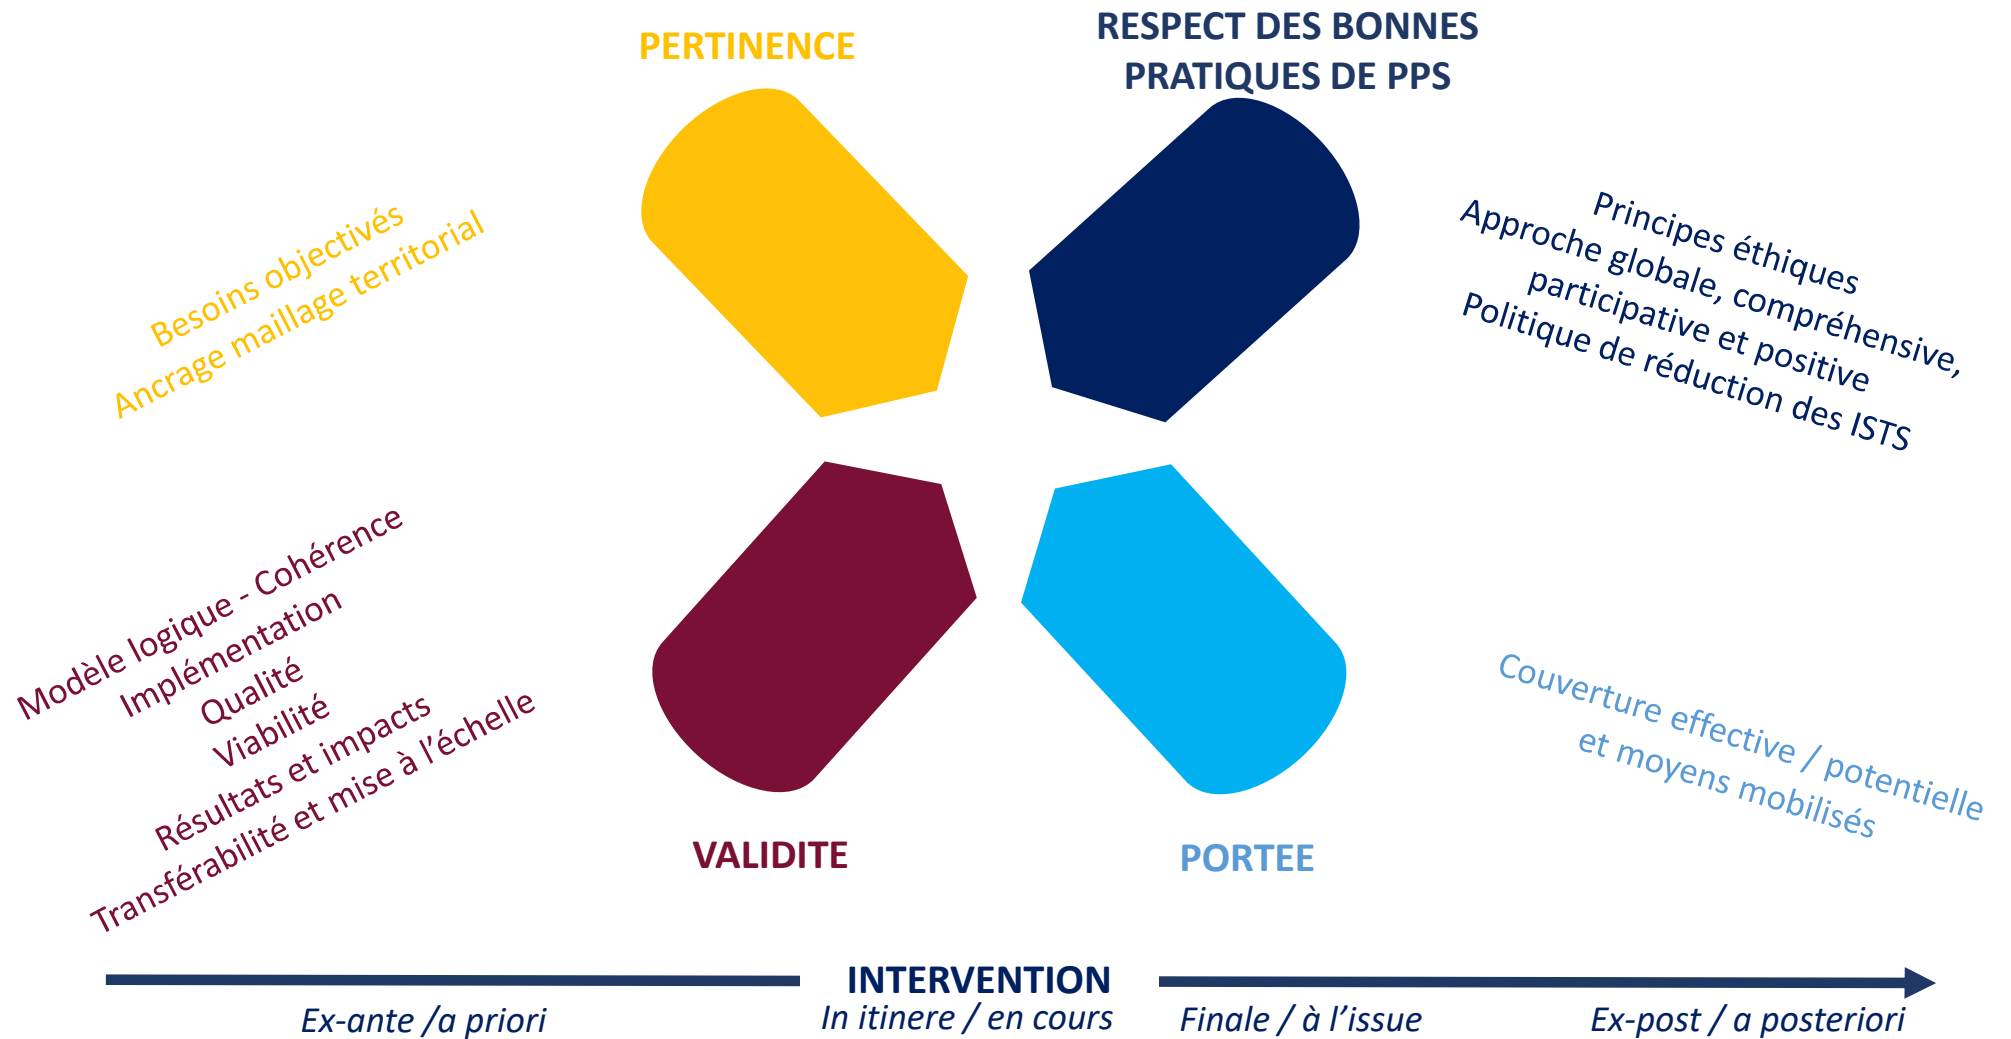 PERTINENCE
RESPECT DES BONNES
PRATIQUES DE PPS
Besoins objectivés
Ancrage maillage territorial
Principes éthiques
Approche globale, compréhensive,
participative et positive
Politique de réduction des ISTS
Modèle logique - Cohérence
Implémentation
Qualité
Viabilité
Résultats et impacts
Transférabilité et mise à l’échelle
Couverture effective / potentielle
et moyens mobilisés
VALIDITE
PORTEE
INTERVENTION
Ex-ante /a priori
In itinere / en cours
Finale / à l’issue
Ex-post / a posteriori